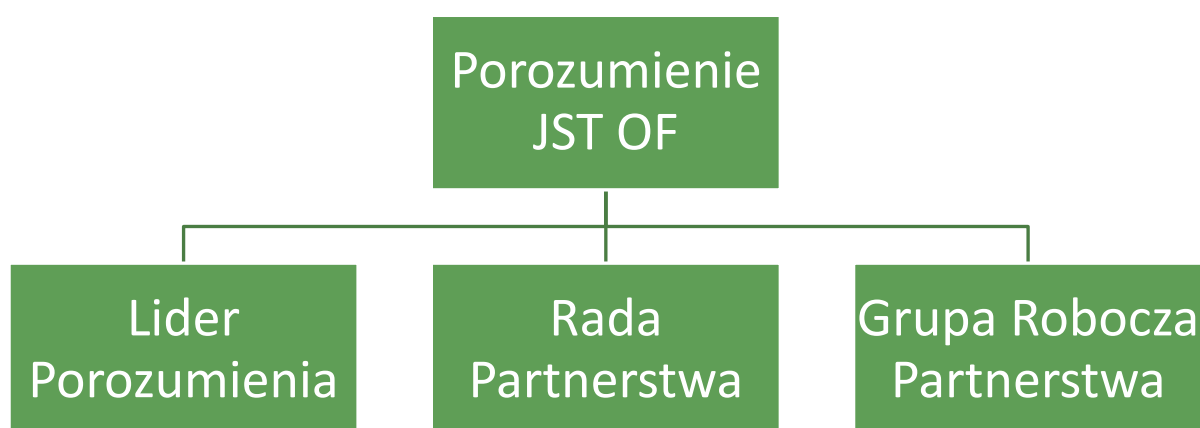 Porozumienie
JST OF
Lider
Porozumienia
Rada
Partnerstwa
Grupa Robocza
Partnerstwa